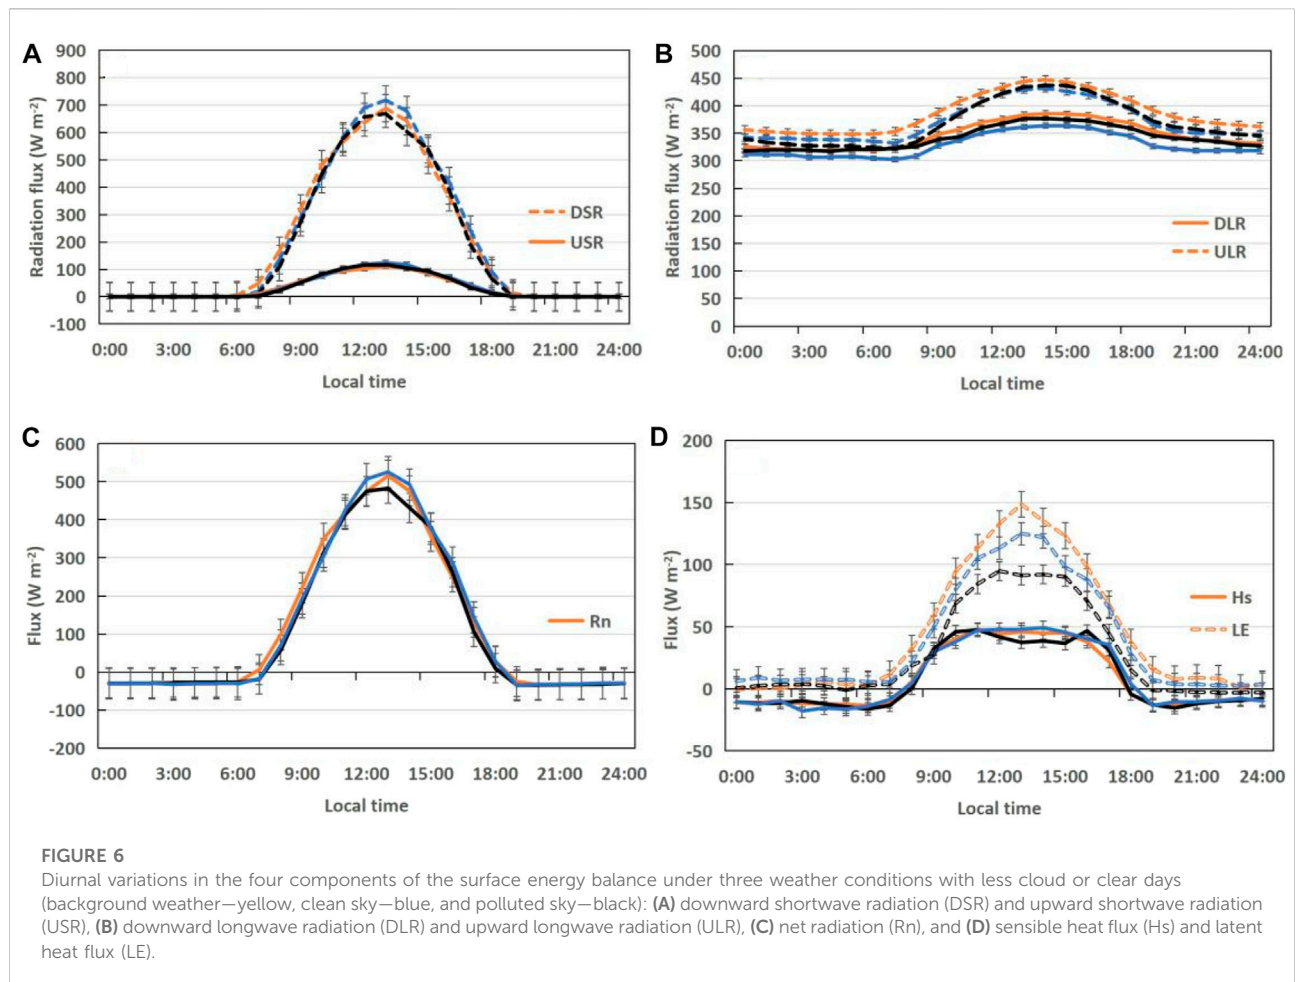 A
900
800
700
600
500
400
300
200
100
0
-100
Radiation flux (W m-2)
DSR
USR
0:00 3:00 6:00 9:00 12:00 15:00 18:00 21:00 24:00
Local time
B
500
450
400
350
300
250
200
150
100
50
0
Radiation flux (W m-2)
DLR
ULR
0:00 3:00 6:00 9:00 12:00 15:00 18:00 21:00 24:00
Local time
C
600
500
400
300
200
100
0
-100
-200
Flux (W m-2)
Rn
0:00 3:00 6:00 9:00 12:00 15:00 18:00 21:00 24:00
Local time
D
200
150
100
50
0
-50
Flux (W m-2)
Hs
LE
0:00 3:00 6:00 9:00 12:00 15:00 18:00 21:00 24:00
Local time
FIGURE 6
Diurnal variations in the four components of the surface energy balance under three weather conditions with less cloud or clear days
(background weather—yellow, clean sky—blue, and polluted sky—black): (A) downward shortwave radiation (DSR) and upward shortwave radiation
(USR), (B) downward longwave radiation (DLR) and upward longwave radiation (ULR), (C) net radiation (Rn), and (D) sensible heat flux (Hs) and latent
heat flux (LE).